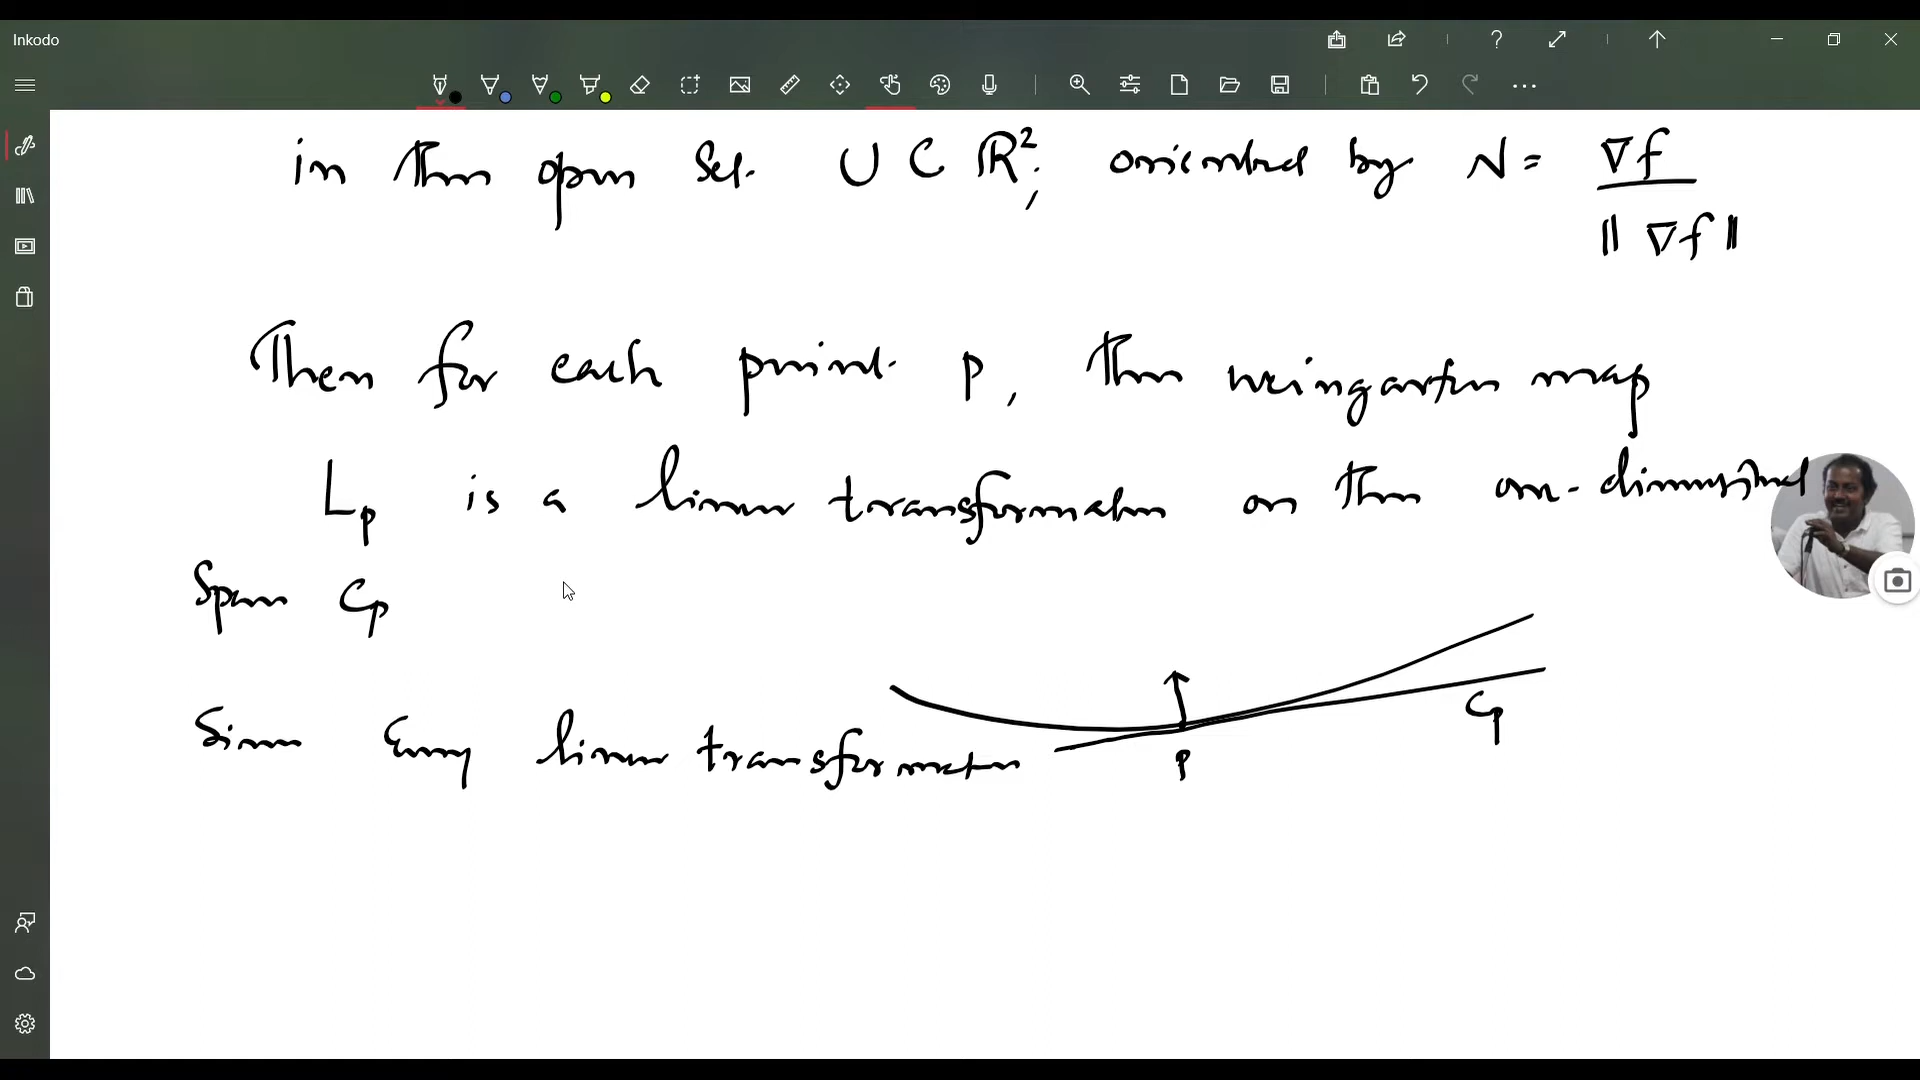 Inkodo
in the open set U ⊂ ℝ², oriented by N = ∇f / ‖∇f‖
Then for each point p, the weingarten map
Lp is a linear transformation on the one-dimensional
Space Cp
Since Every linear transformation
Cp
p